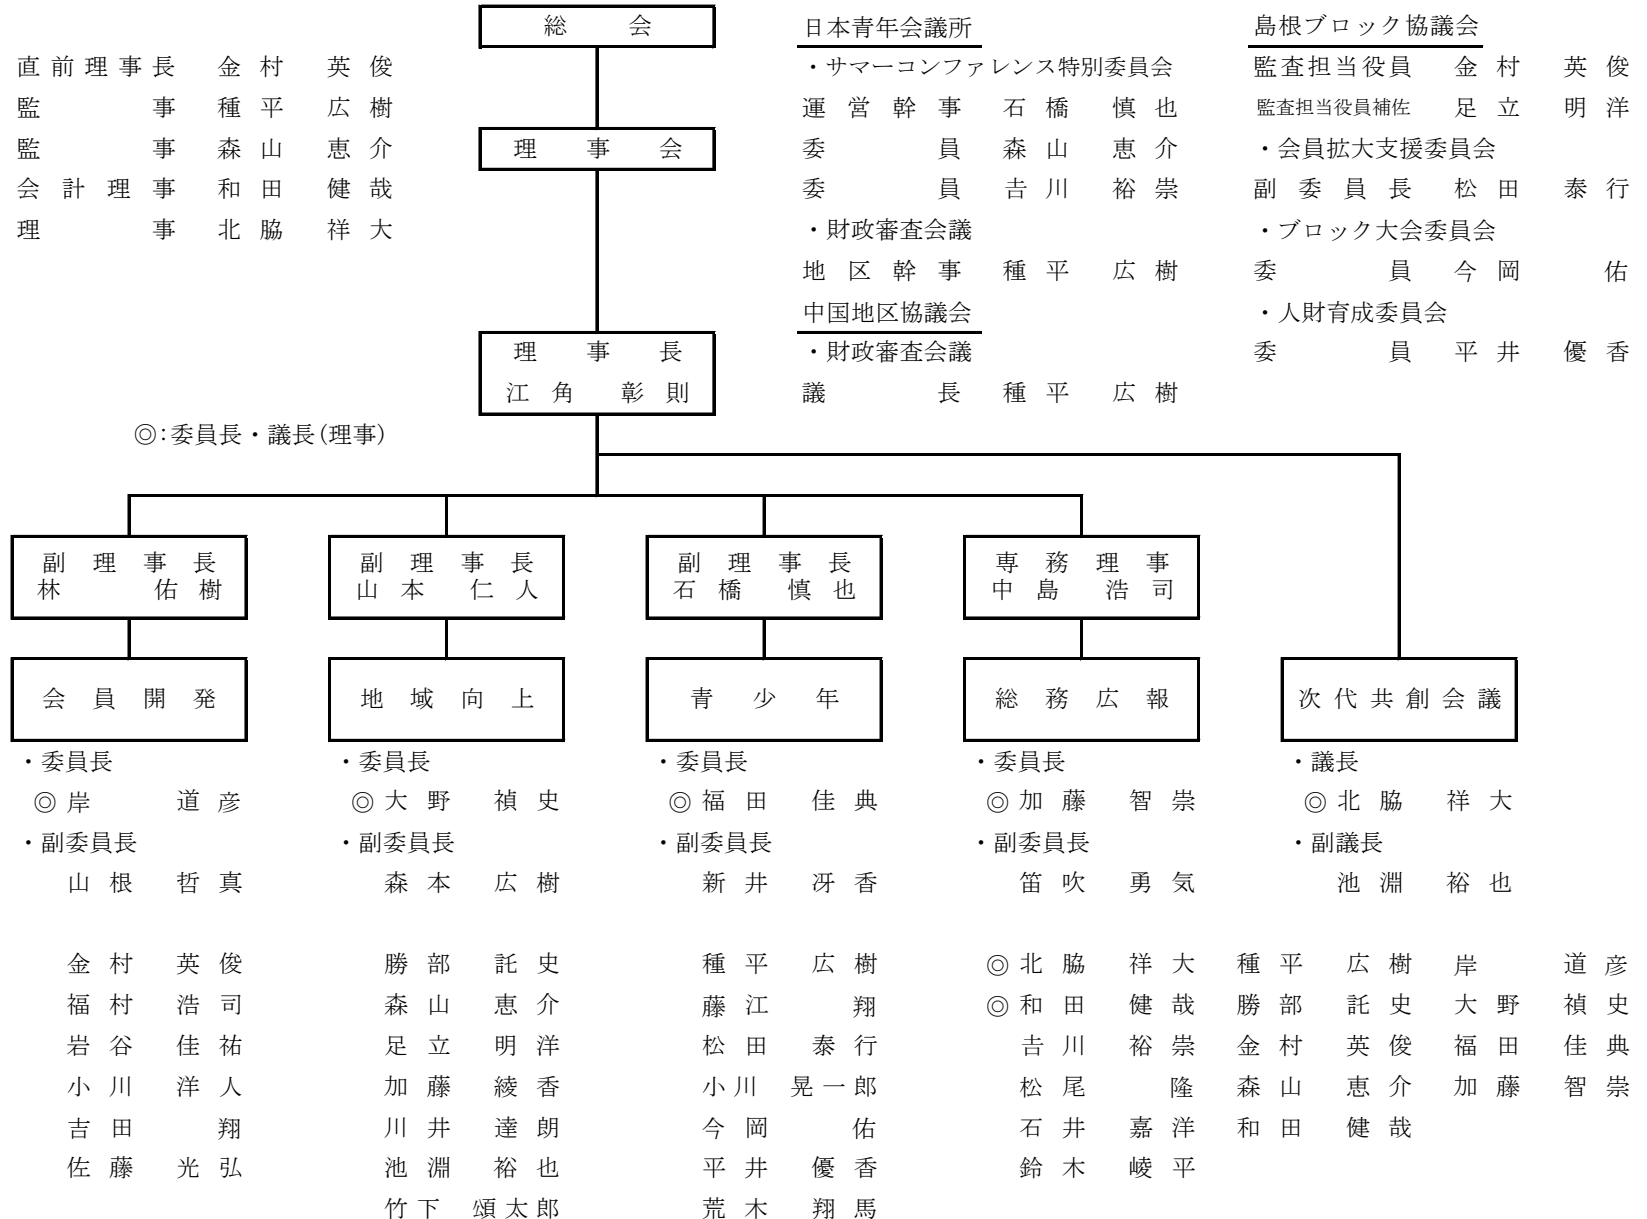 総会
直前理事長 金村 英俊
監事 種平 広樹
監事 森山 恵介
会計理事 和田 健哉
理事 北脇 祥大
理事会
理事長
江角 彰則
日本青年会議所
・サマーコンファレンス特別委員会
運営幹事 石橋 慎也
委員 森山 恵介
委員 𠮷川 裕崇
・財政審査会議
地区幹事 種平 広樹
中国地区協議会
・財政審査会議
議長 種平 広樹
島根ブロック協議会
監査担当役員 金村 英俊
監査担当役員補佐 足立 明洋
・会員拡大支援委員会
副委員長 松田 泰行
・ブロック大会委員会
委員 今岡 佑
・人財育成委員会
委員 平井 優香
◎:委員長・議長(理事)
副理事長
林 佑樹
会員開発
・委員長
◎岸 道彦
・副委員長
山根 哲真
金村 英俊
福村 浩司
岩谷 佳祐
小川 洋人
吉田 翔
佐藤 光弘
副理事長
山本 仁人
地域向上
・委員長
◎大野 禎史
・副委員長
森本 広樹
勝部 託史
森山 恵介
足立 明洋
加藤 綾香
川井 達朗
池淵 裕也
竹下 頌太郎
副理事長
石橋 慎也
青少年
・委員長
◎福田 佳典
・副委員長
新井 冴香
種平 広樹
藤江 翔
松田 泰行
小川 晃一郎
今岡 佑
平井 優香
荒木 翔馬
専務理事
中島 浩司
総務広報
・委員長
◎加藤 智崇
・副委員長
笛吹 勇気
◎北脇 祥大
◎和田 健哉
𠮷川 裕崇
松尾 隆
石井 嘉洋
鈴木 崚平
次代共創会議
・議長
◎北脇 祥大
・副議長
池淵 裕也
種平 広樹 岸 道彦
勝部 託史 大野 禎史
金村 英俊 福田 佳典
森山 恵介 加藤 智崇
和田 健哉